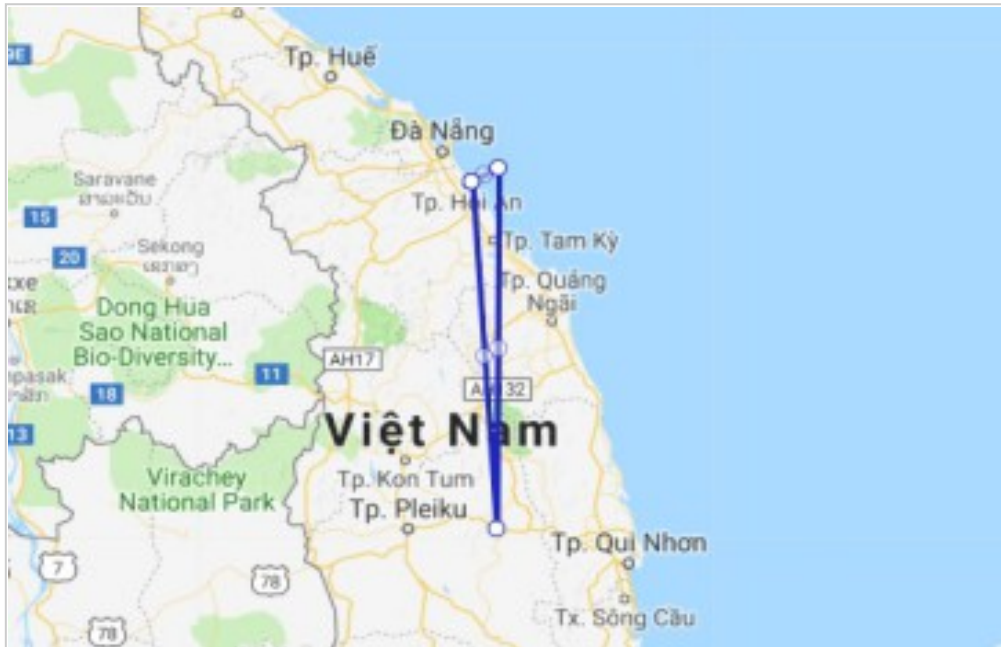 9E
Tp. Huế
Đà Nẵng
Saravane
15
Tp. Hội An
Sekong
Tp. Tam Kỳ
20
Tp. Quảng
Ngãi
Dong Hua
Sao National
Bio-Diversity...
AH17
11
18
32
13
Việt Nam
Virachey
National Park
Tp. Kon Tum
Tp. Pleiku
Tp. Qui Nhơn
7
78
Tx. Sông Cầu
78